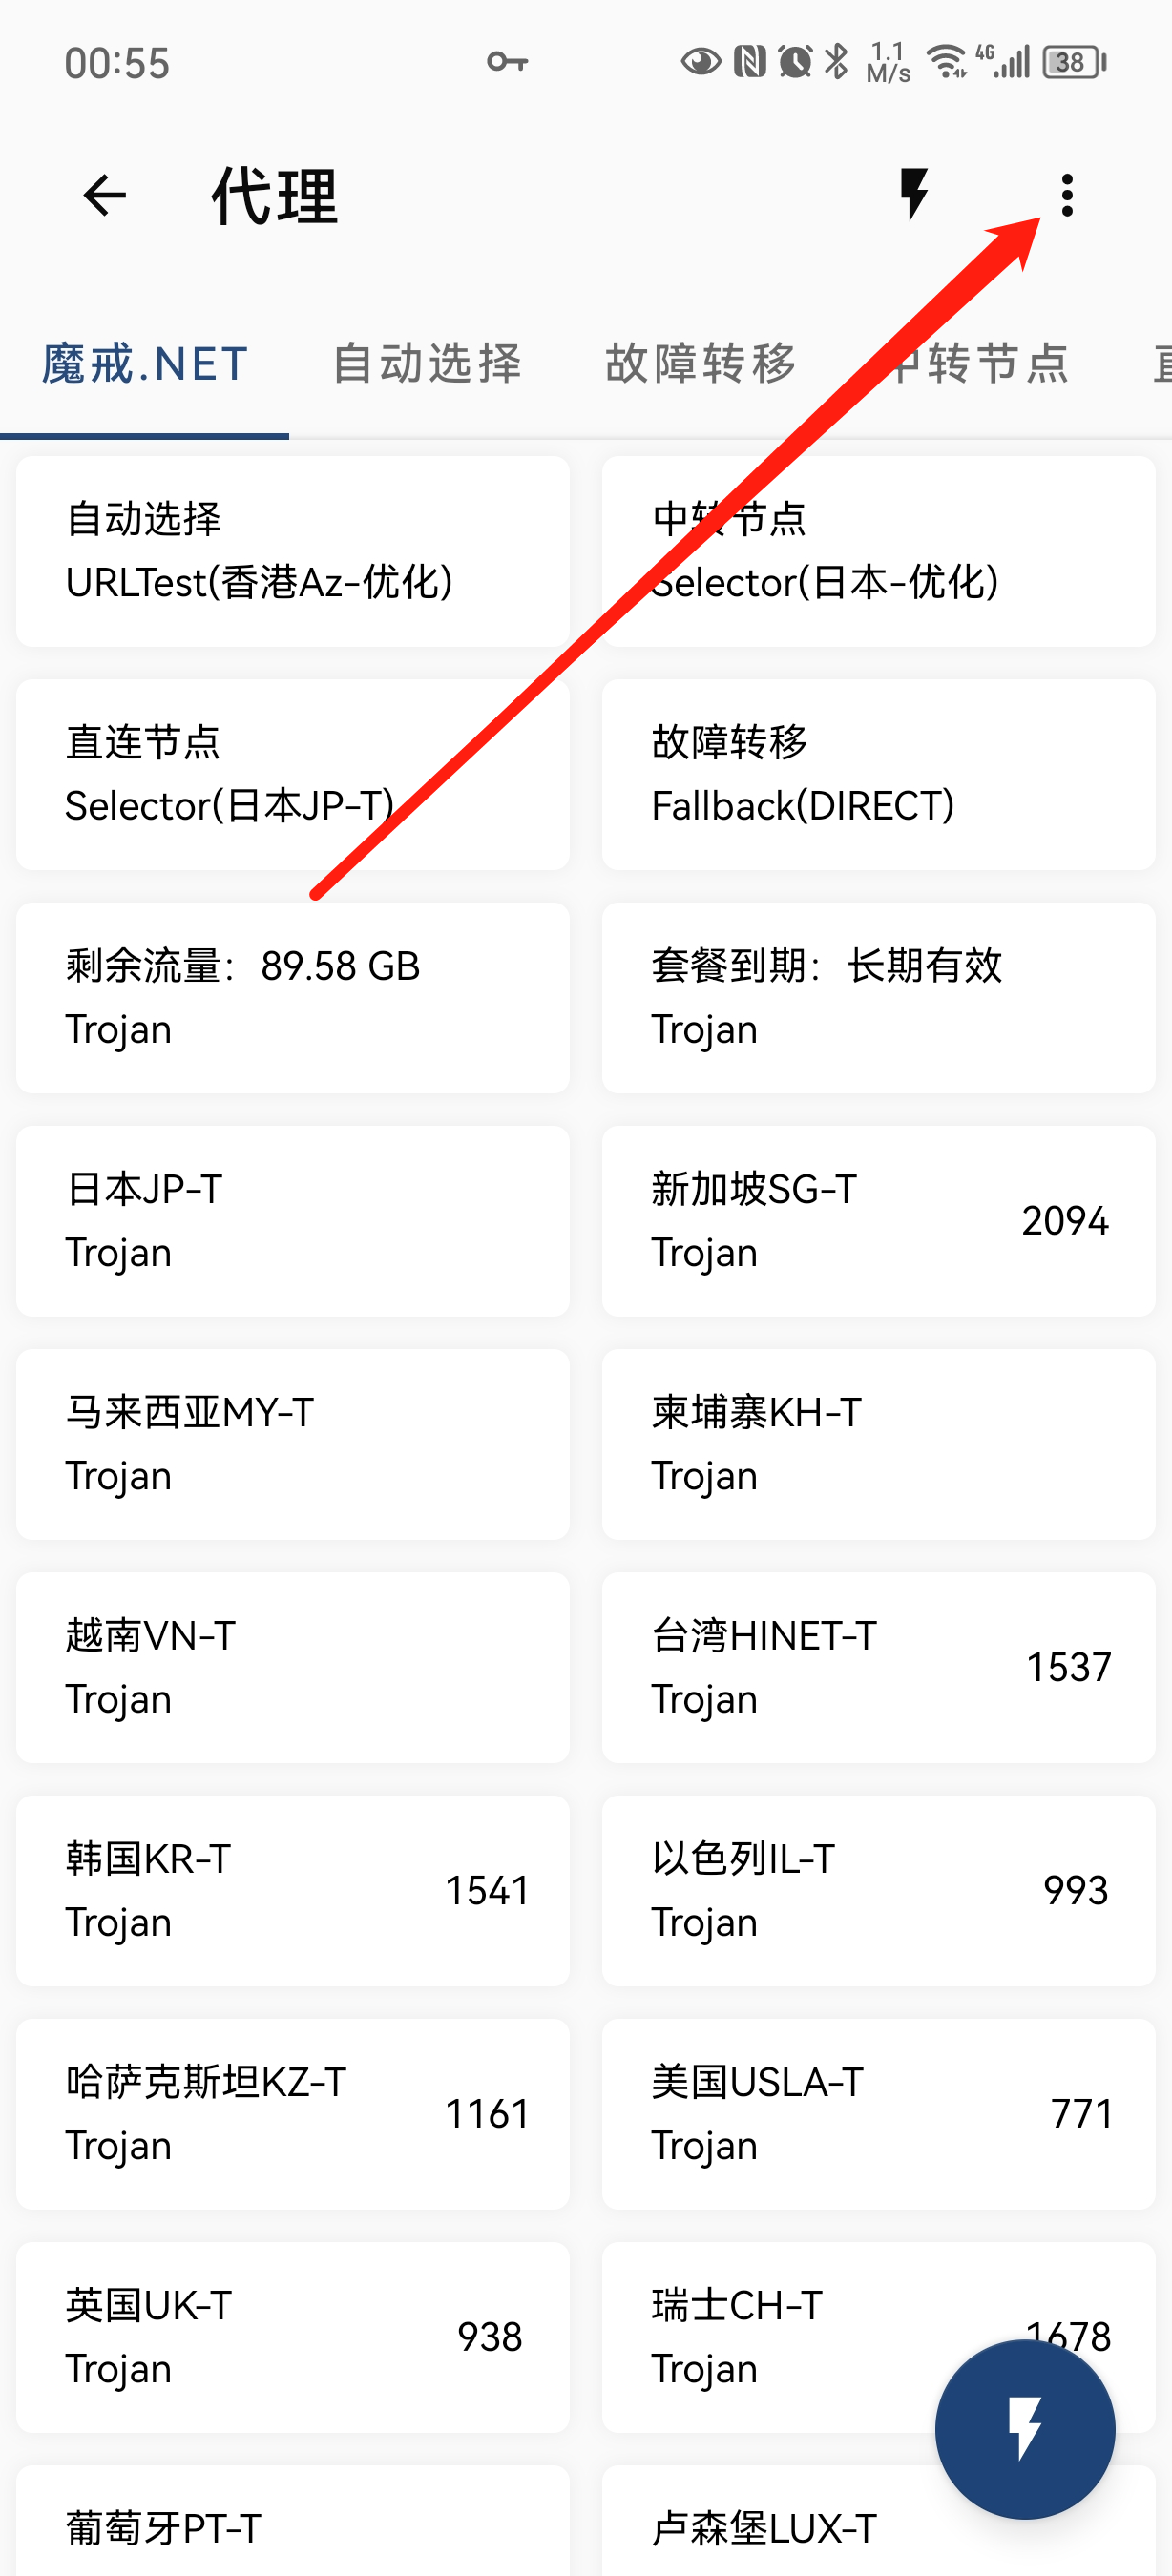 00:55
1.1
M/s
4G
38
代理
魔戒.NET 自动选择 故障转移 中转节点
自动选择
URLTest(香港Az-优化)
中转节点
Selector(日本-优化)
直连节点
Selector(日本JP-T)
故障转移
Fallback(DIRECT)
剩余流量：89.58 GB
Trojan
套餐到期：长期有效
Trojan
日本JP-T
Trojan
新加坡SG-T
Trojan
2094
马来西亚MY-T
Trojan
柬埔寨KH-T
Trojan
越南VN-T
Trojan
台湾HINET-T
Trojan
1537
韩国KR-T
Trojan
1541
以色列IL-T
Trojan
993
哈萨克斯坦KZ-T
Trojan
1161
美国USLA-T
Trojan
771
英国UK-T
Trojan
938
瑞士CH-T
Trojan
1678
葡萄牙PT-T
卢森堡LUX-T